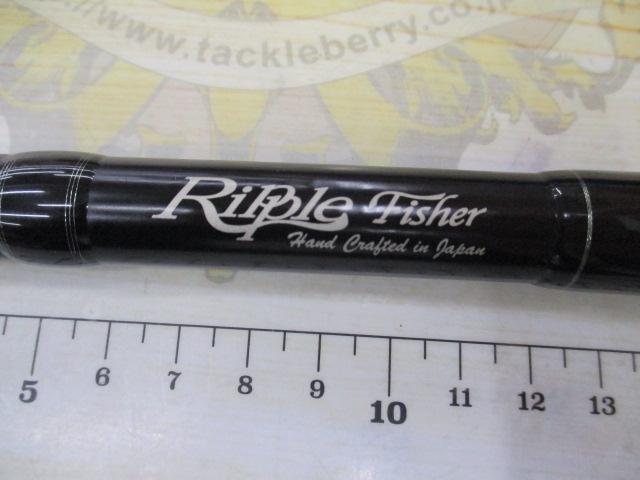 www.tackleberry.co.jp
Ripple Fisher
Hand Crafted in Japan
5 6 7 8 9 10 11 12 13